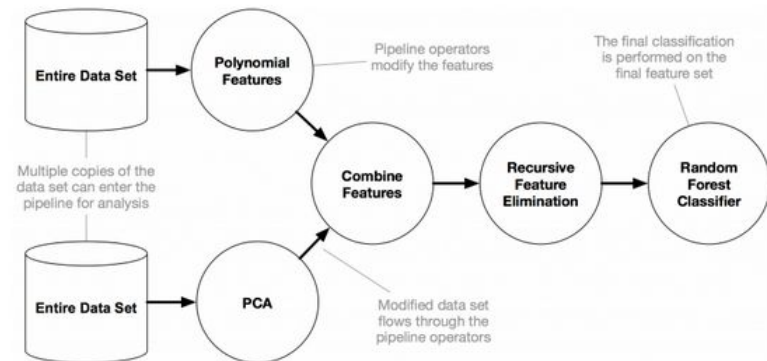 Entire Data Set
Polynomial
Features
Pipeline operators
modify the features
The final classification
is performed on the
final feature set
Multiple copies of the
data set can enter the
pipeline for analysis
Combine
Features
Recursive
Feature
Elimination
Random
Forest
Classifier
Entire Data Set
PCA
Modified data set
flows through the
pipeline operators